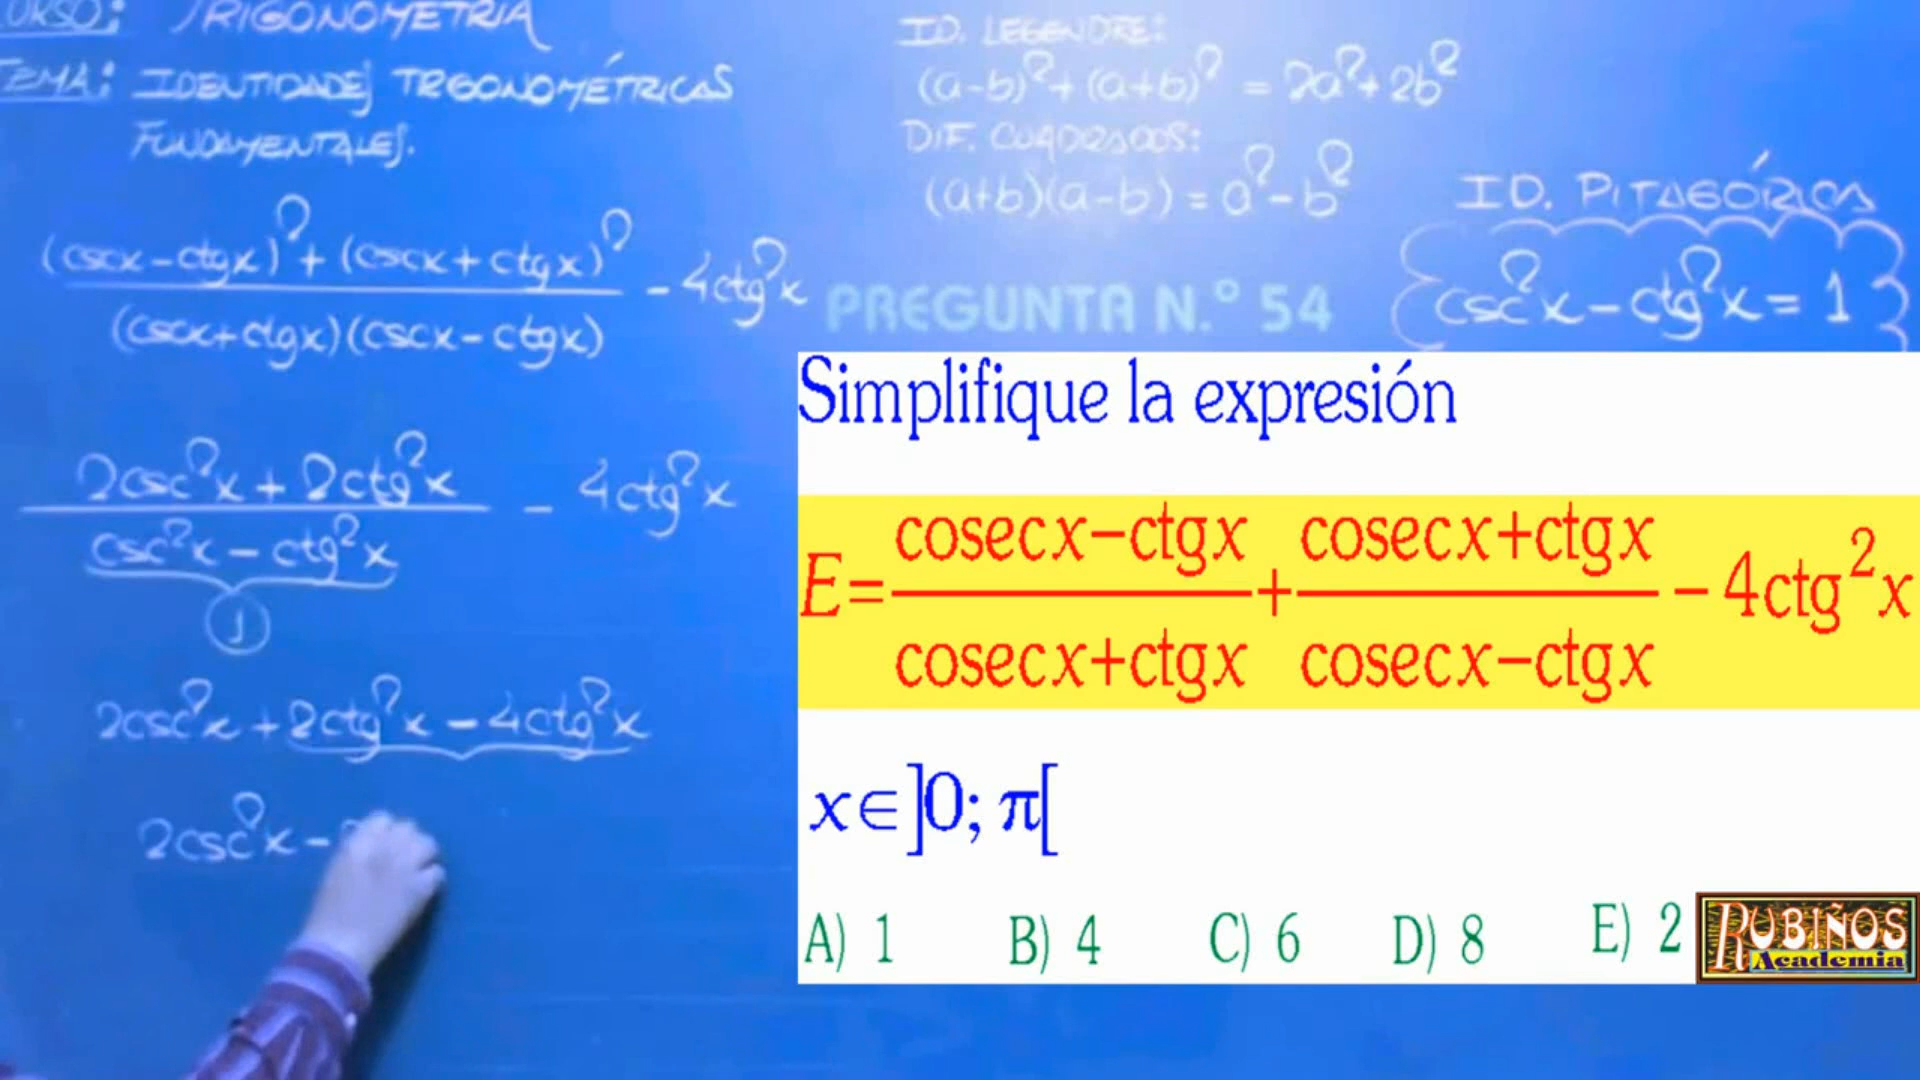 CURSO: TRIGONOMETRIA
TEMA: IDENTIDADES TRIGONOMÉTRICAS
FUNDAMENTALES.
(cscx-ctgx)²+(cscx+ctgx)²
(cscx+ctgx)(cscx-ctgx)
- 4ctg²x
2csc²x+2ctg²x
csc²x-ctg²x
- 4ctg²x
1
2csc²x+2ctg²x-4ctg²x
2csc²x-
ID. LEGENDRE:
(a-b)²+(a+b)² = 2a²+2b²
DIF. CUADRADOS:
(a+b)(a-b)=a²-b²
ID. PITAGÓRICA
csc²x-ctg²x=1
PREGUNTA N.° 54
Simplifique la expresión
E= cosecx−ctgx / cosecx+ctgx + cosecx+ctgx / cosecx−ctgx − 4ctg²x
x∈]0; π[
A) 1 B) 4 C) 6 D) 8 E) 2
RUBIÑOS
Academia